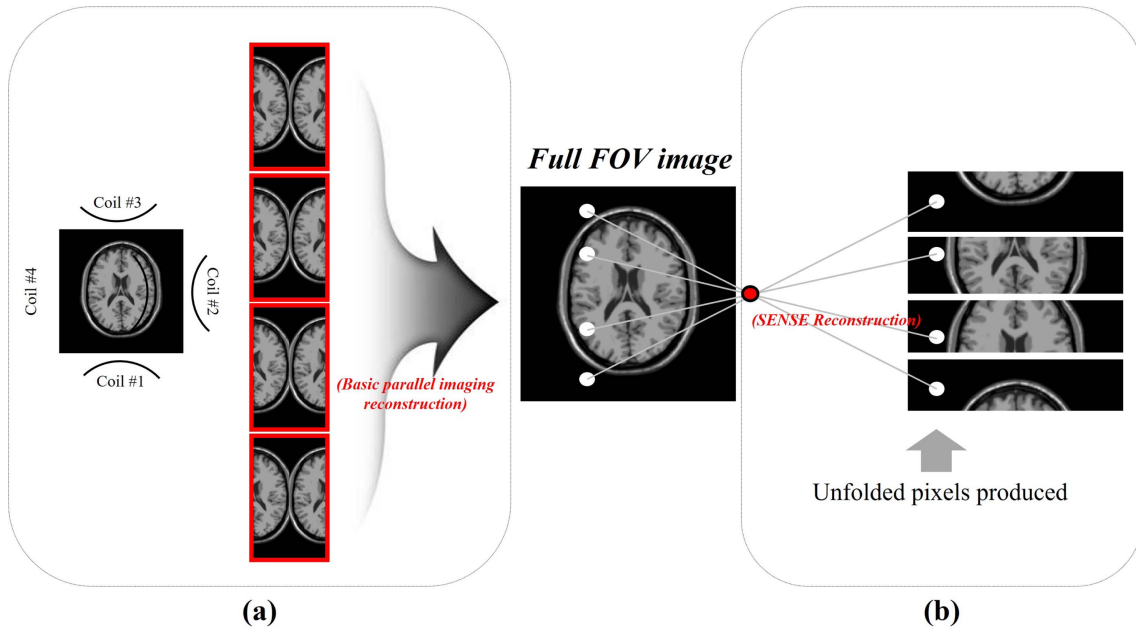 Coil #3
Coil #4
Coil #2
Coil #1
(Basic parallel imaging
reconstruction)
(a)
Full FOV image
(SENSE Reconstruction)
Unfolded pixels produced
(b)